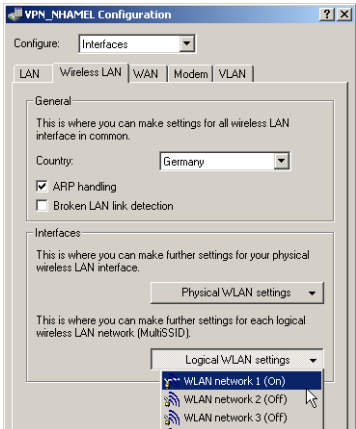 VPN_NHAMEL Configuration
Configure: Interfaces
LAN Wireless LAN WAN Modem VLAN
General
This is where you can make settings for all wireless LAN
interface in common.
Country: Germany
ARP handling
Broken LAN link detection
Interfaces
This is where you can make further settings for your physical
wireless LAN interface.
Physical WLAN settings
This is where you can make further settings for each logical
wireless LAN network (MultiSSID).
Logical WLAN settings
WLAN network 1 (On)
WLAN network 2 (Off)
WLAN network 3 (Off)